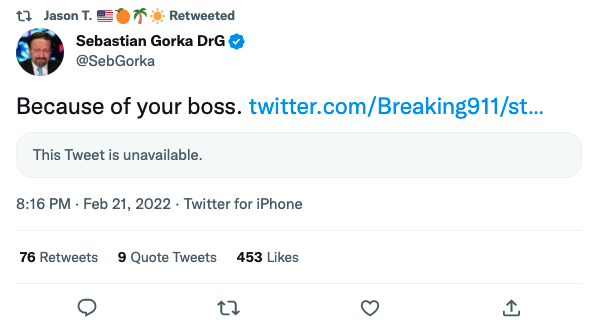 Jason T. 🇺🇸🍊🌴☀️ Retweeted
Sebastian Gorka DrG
@SebGorka
Because of your boss. twitter.com/Breaking911/st…
This Tweet is unavailable.
8:16 PM · Feb 21, 2022 · Twitter for iPhone
76 Retweets 9 Quote Tweets 453 Likes